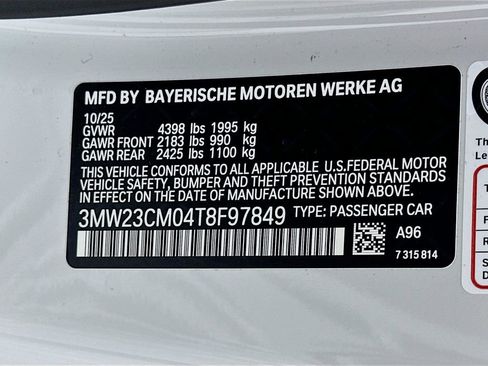 MFD BY BAYERISCHE MOTOREN WERKE AG
10/25
GVWR 4398 lbs 1995 kg
GAWR FRONT 2183 lbs 990 kg
GAWR REAR 2425 lbs 1100 kg
THIS VEHICLE CONFORMS TO ALL APPLICABLE U.S.FEDERAL MOTOR
VEHICLE SAFETY, BUMPER AND THEFT PREVENTION STANDARDS
IN EFFECT ON THE DATE OF MANUFACTURE SHOWN ABOVE.
3MW23CM04T8F97849 TYPE: PASSENGER CAR
A96
7 315 814